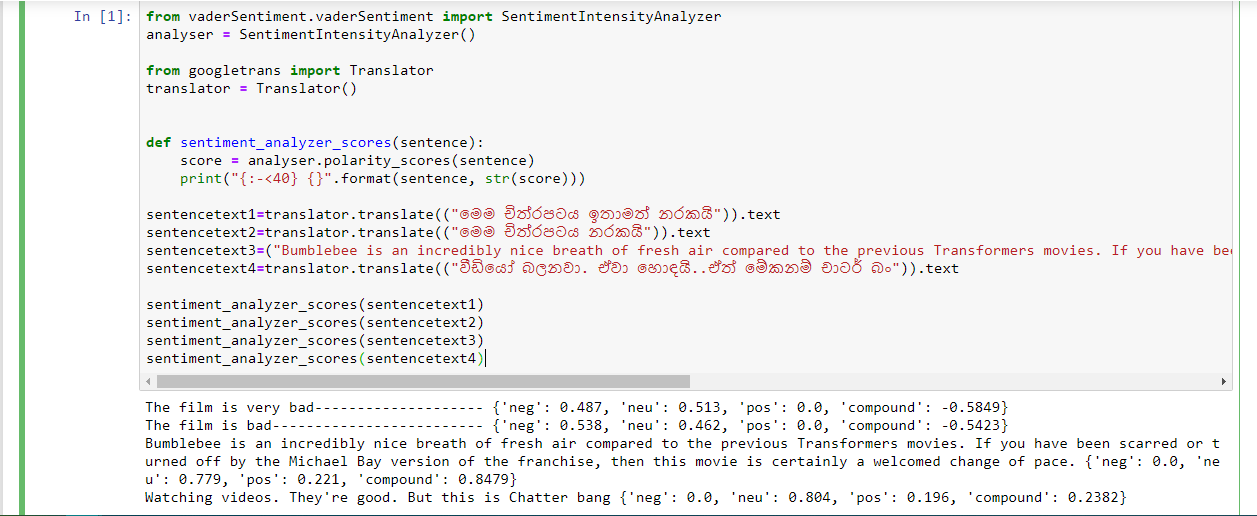 In [1]: from vaderSentiment.vaderSentiment import SentimentIntensityAnalyzer
analyser = SentimentIntensityAnalyzer()
from googletrans import Translator
translator = Translator()
def sentiment_analyzer_scores(sentence):
    score = analyser.polarity_scores(sentence)
    print("{:-<40} {}".format(sentence, str(score)))
sentencetext1=translator.translate(("මෙම චිත්රපටය ඉතාමත් නරකයි")).text
sentencetext2=translator.translate(("මෙම චිත්රපටය නරකයි")).text
sentencetext3=("Bumblebee is an incredibly nice breath of fresh air compared to the previous Transformers movies. If you have bee
sentencetext4=translator.translate(("වීඩියෝ බලනවා. ඒවා හොඳයි..ඒත් මේකනම් චාටර් බං")).text
sentiment_analyzer_scores(sentencetext1)
sentiment_analyzer_scores(sentencetext2)
sentiment_analyzer_scores(sentencetext3)
sentiment_analyzer_scores(sentencetext4)
The film is very bad-------------------- {'neg': 0.487, 'neu': 0.513, 'pos': 0.0, 'compound': -0.5849}
The film is bad------------------------- {'neg': 0.538, 'neu': 0.462, 'pos': 0.0, 'compound': -0.5423}
Bumblebee is an incredibly nice breath of fresh air compared to the previous Transformers movies. If you have been scarred or t
urned off by the Michael Bay version of the franchise, then this movie is certainly a welcomed change of pace. {'neg': 0.0, 'ne
u': 0.779, 'pos': 0.221, 'compound': 0.8479}
Watching videos. They're good. But this is Chatter bang {'neg': 0.0, 'neu': 0.804, 'pos': 0.196, 'compound': 0.2382}